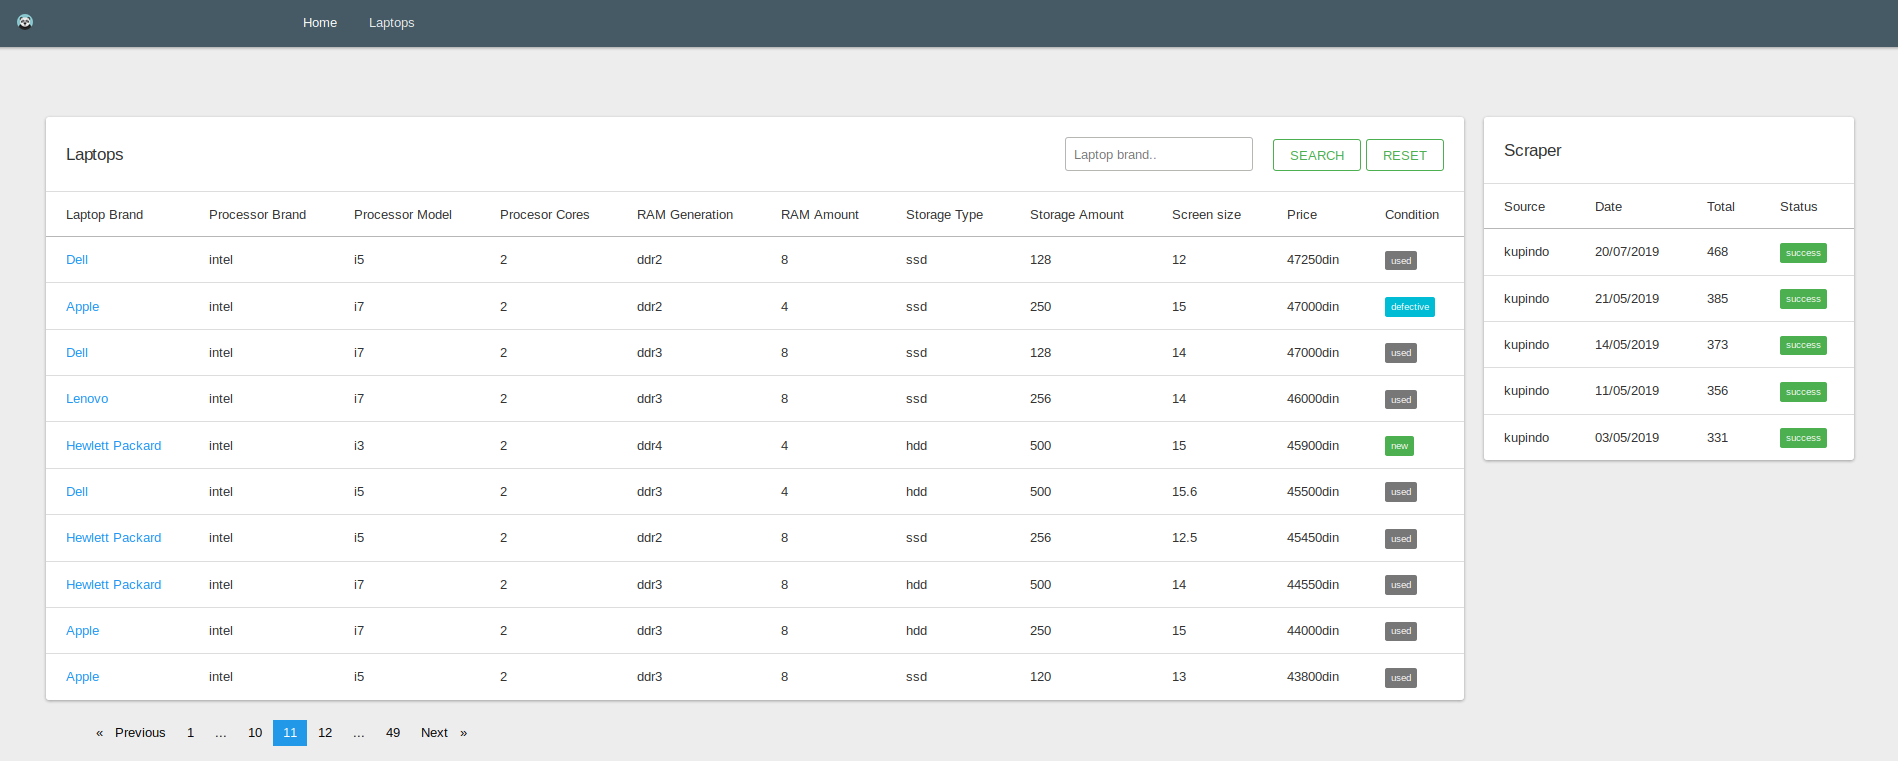 Home Laptops
Laptops Laptop brand.. SEARCH RESET
Laptop Brand Processor Brand Processor Model Procesor Cores RAM Generation RAM Amount Storage Type Storage Amount Screen size Price Condition
Dell intel i5 2 ddr2 8 ssd 128 12 47250din used
Apple intel i7 2 ddr2 4 ssd 250 15 47000din defective
Dell intel i7 2 ddr3 8 ssd 128 14 47000din used
Lenovo intel i7 2 ddr3 8 ssd 256 14 46000din used
Hewlett Packard intel i3 2 ddr4 4 hdd 500 15 45900din new
Dell intel i5 2 ddr3 4 hdd 500 15.6 45500din used
Hewlett Packard intel i5 2 ddr2 8 ssd 256 12.5 45450din used
Hewlett Packard intel i7 2 ddr3 8 hdd 500 14 44550din used
Apple intel i7 2 ddr3 8 hdd 250 15 44000din used
Apple intel i5 2 ddr3 8 ssd 120 13 43800din used
« Previous 1 ... 10 11 12 ... 49 Next »
Scraper
Source Date Total Status
kupindo 20/07/2019 468 success
kupindo 21/05/2019 385 success
kupindo 14/05/2019 373 success
kupindo 11/05/2019 356 success
kupindo 03/05/2019 331 success